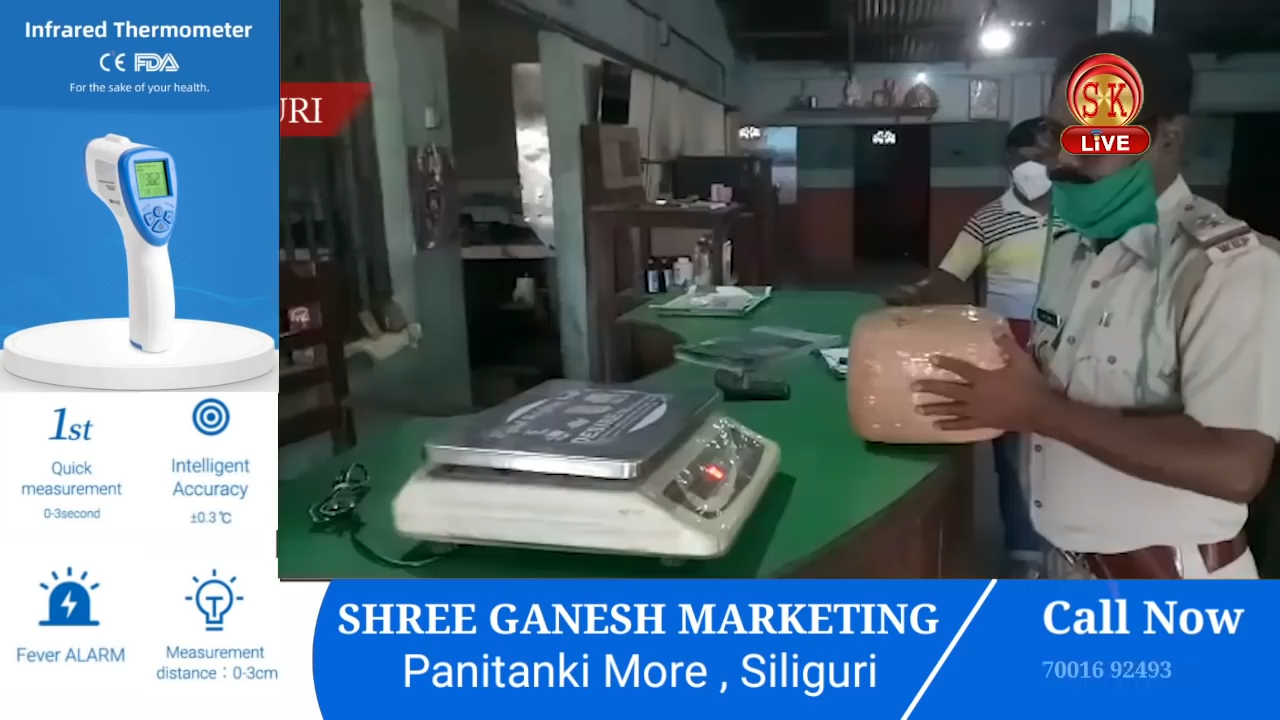 Infrared Thermometer
CE FDA
For the sake of your health.
URI
SK
LiVE
1st
Quick
measurement
0-3second
Intelligent
Accuracy
±0.3℃
Fever ALARM
Measurement
distance：0-3cm
SHREE GANESH MARKETING
Panitanki More , Siliguri
Call Now
70016 92493